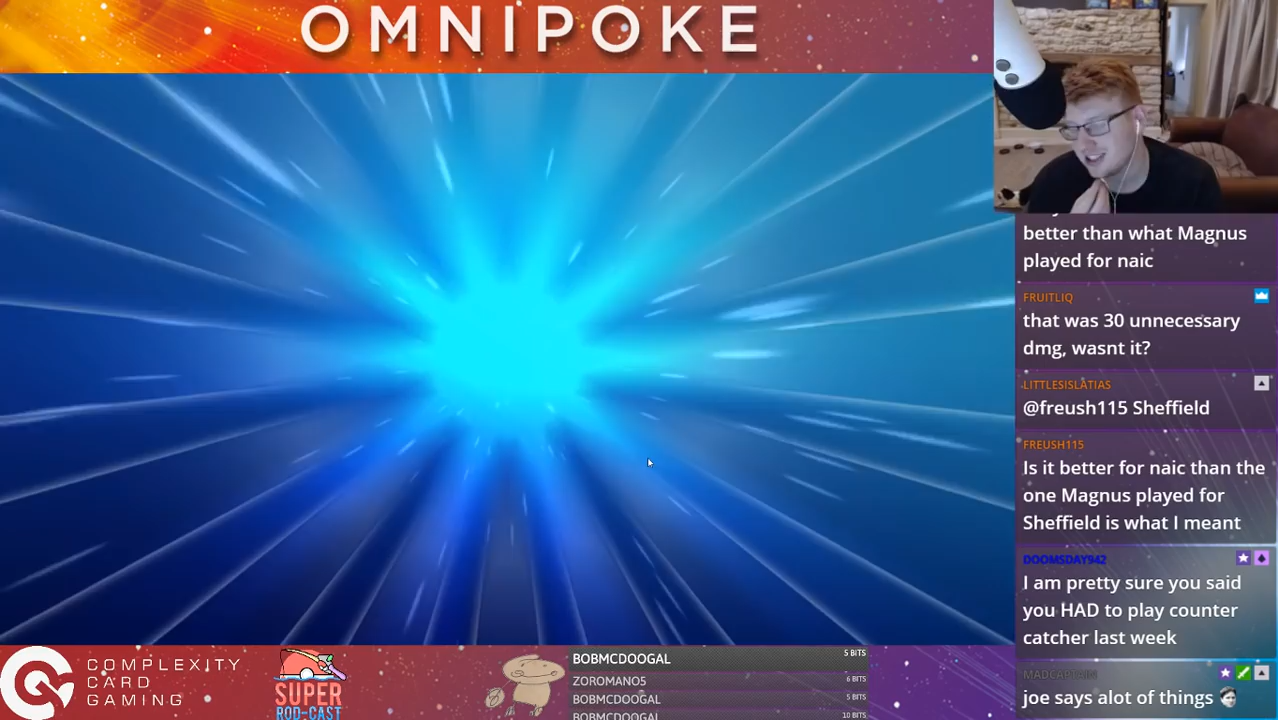 OMNIPOKE
better than what Magnus
played for naic
FRUITLIQ
that was 30 unnecessary
dmg, wasnt it?
LITTLESISLATIAS
@freush115 Sheffield
FREUSH115
Is it better for naic than the
one Magnus played for
Sheffield is what I meant
DOOMSDAY942
I am pretty sure you said
you HAD to play counter
catcher last week
joe says alot of things
COMPLEXITY
CARD
GAMING
SUPER
ROD-CAST
BOBMCDOOGAL 5 BITS
ZOROMANO5 6 BITS
BOBMCDOOGAL 5 BITS
BOBMCDOOGAL 10 BITS